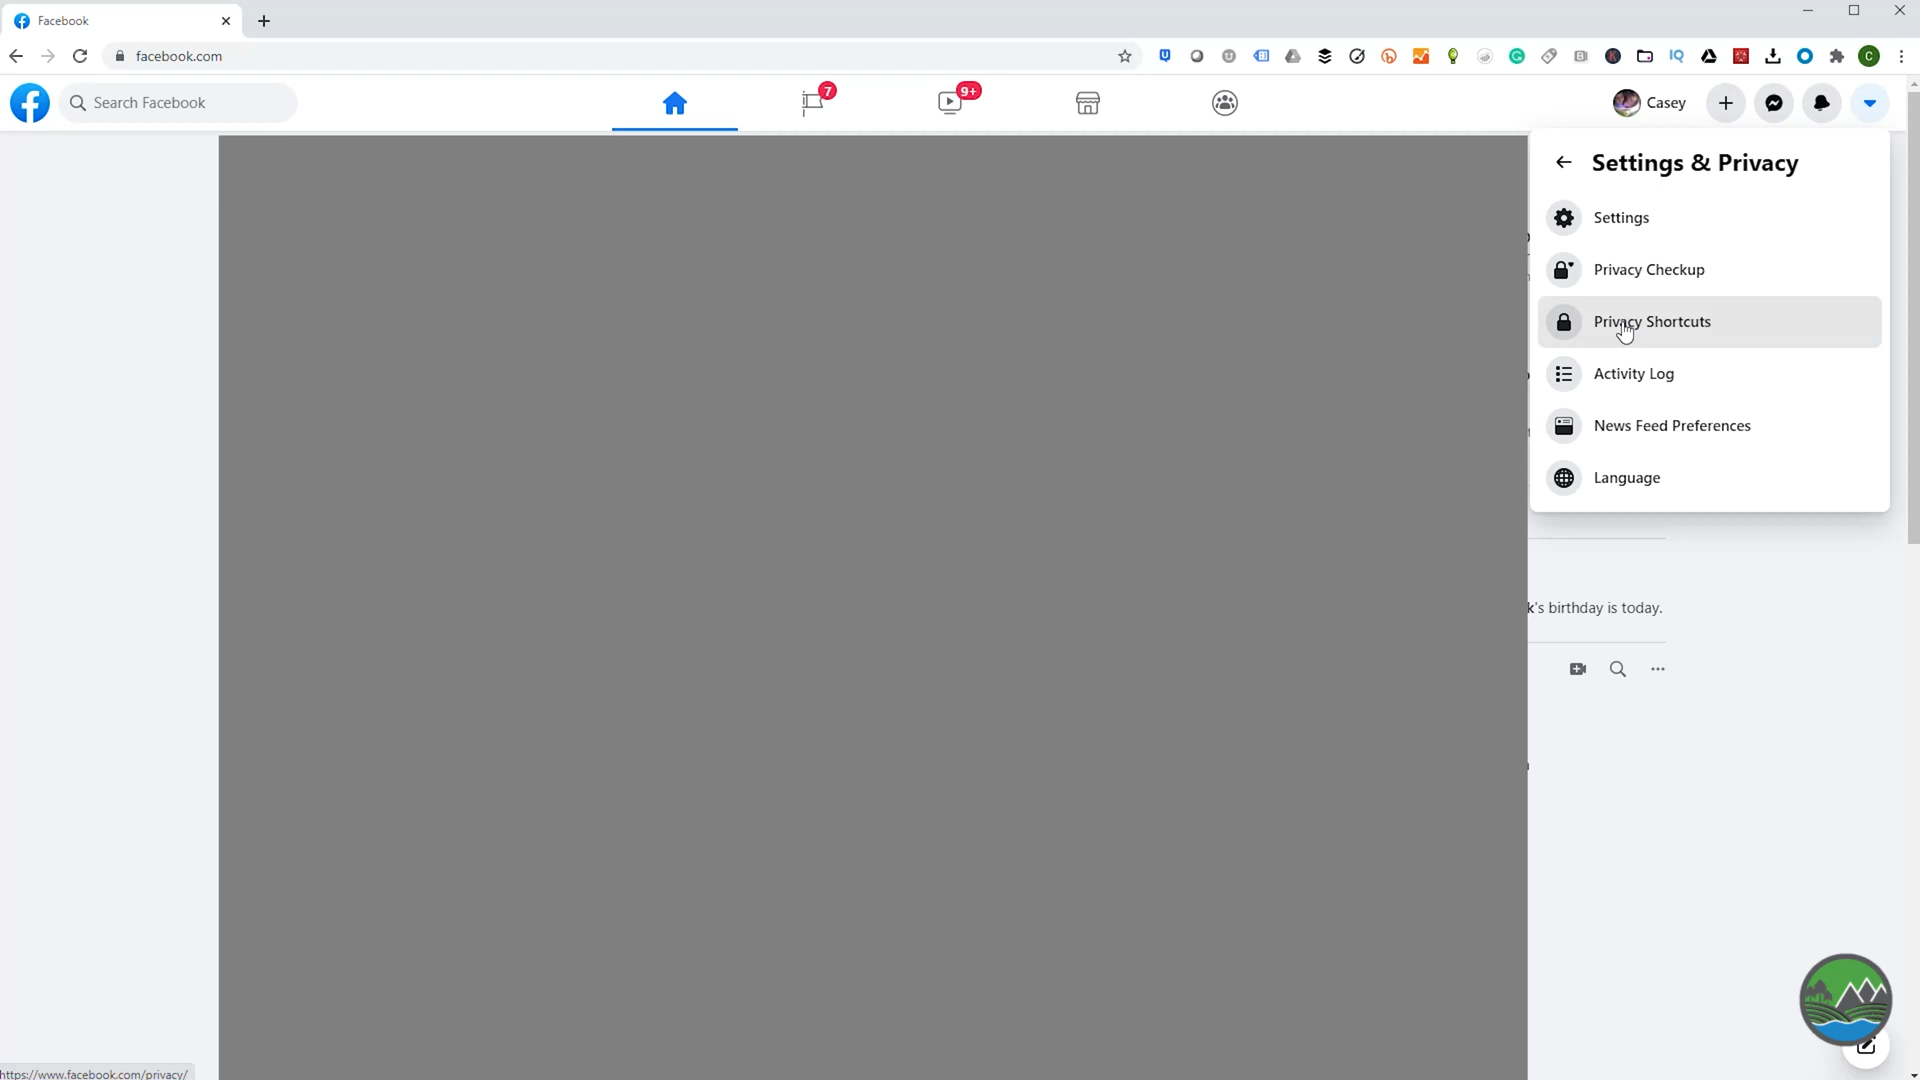 Facebook
facebook.com
Search Facebook
7
9+
Casey
Settings & Privacy
Settings
Privacy Checkup
Privacy Shortcuts
Activity Log
News Feed Preferences
Language
k's birthday is today.
https://www.facebook.com/privacy/